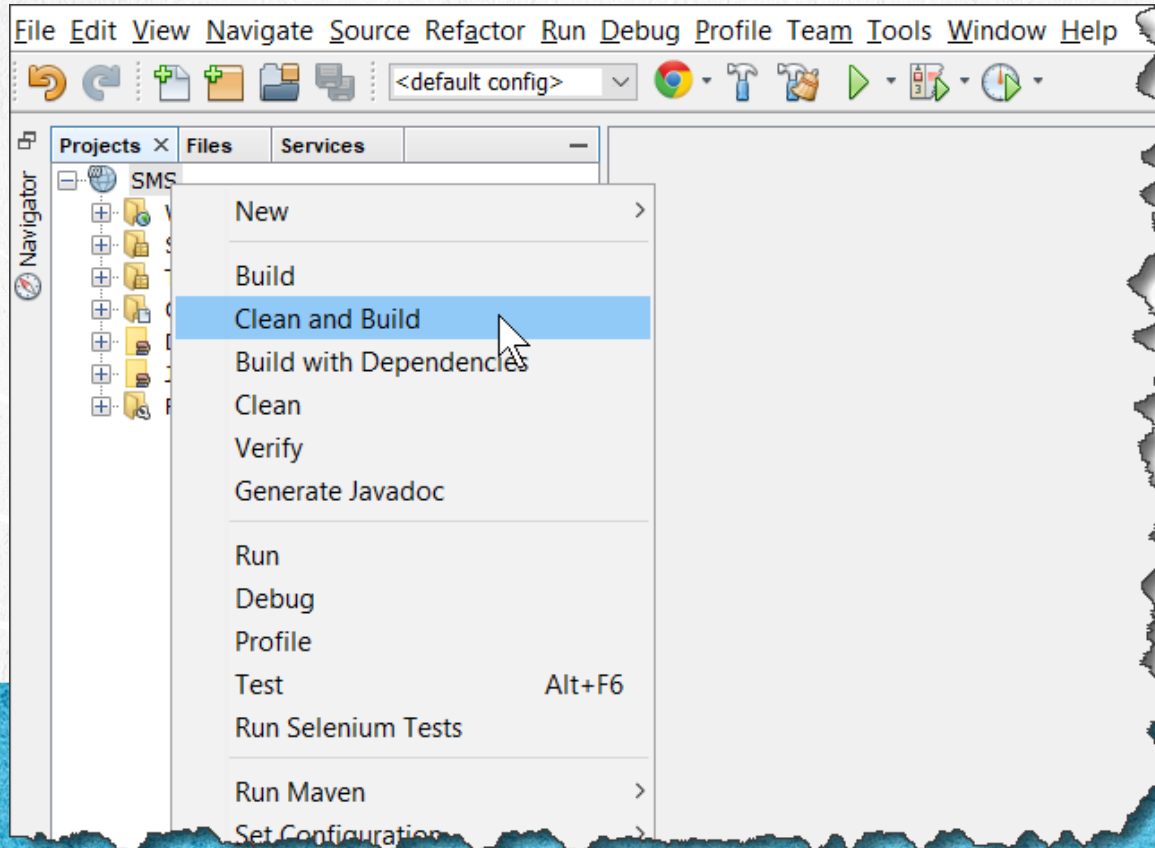 File Edit View Navigate Source Refactor Run Debug Profile Team Tools Window Help
<default config>
Projects Files Services
Navigator
SMS
New
Build
Clean and Build
Build with Dependencies
Clean
Verify
Generate Javadoc
Run
Debug
Profile
Test Alt+F6
Run Selenium Tests
Run Maven
Set Configuration